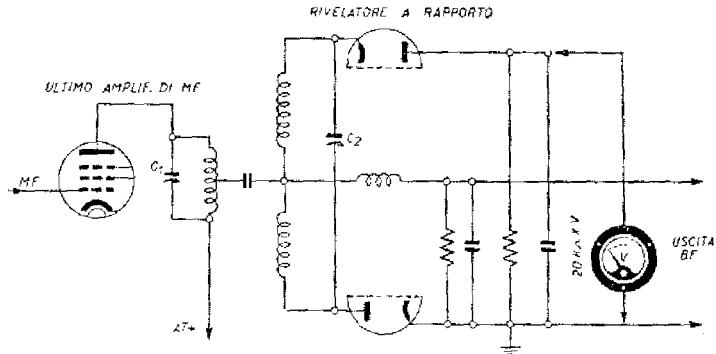 RIVELATORE A RAPPORTO
ULTIMO AMPLIF. DI MF
C1
C2
MF
20 KΩ X V
V
USCITA
BF
AT+